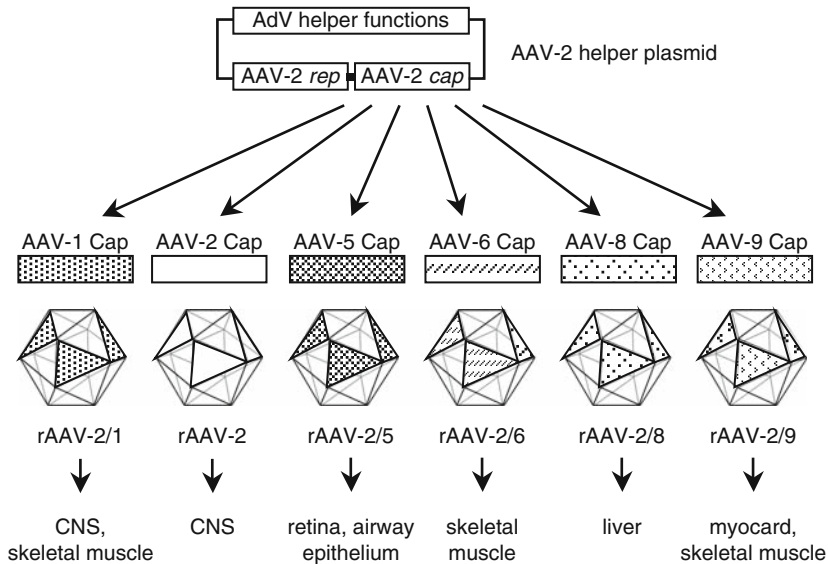 AdV helper functions
AAV-2 helper plasmid
AAV-2 rep
AAV-2 cap
AAV-1 Cap
AAV-2 Cap
AAV-5 Cap
AAV-6 Cap
AAV-8 Cap
AAV-9 Cap
rAAV-2/1
rAAV-2
rAAV-2/5
rAAV-2/6
rAAV-2/8
rAAV-2/9
CNS,
skeletal muscle
CNS
retina, airway
epithelium
skeletal
muscle
liver
myocard,
skeletal muscle